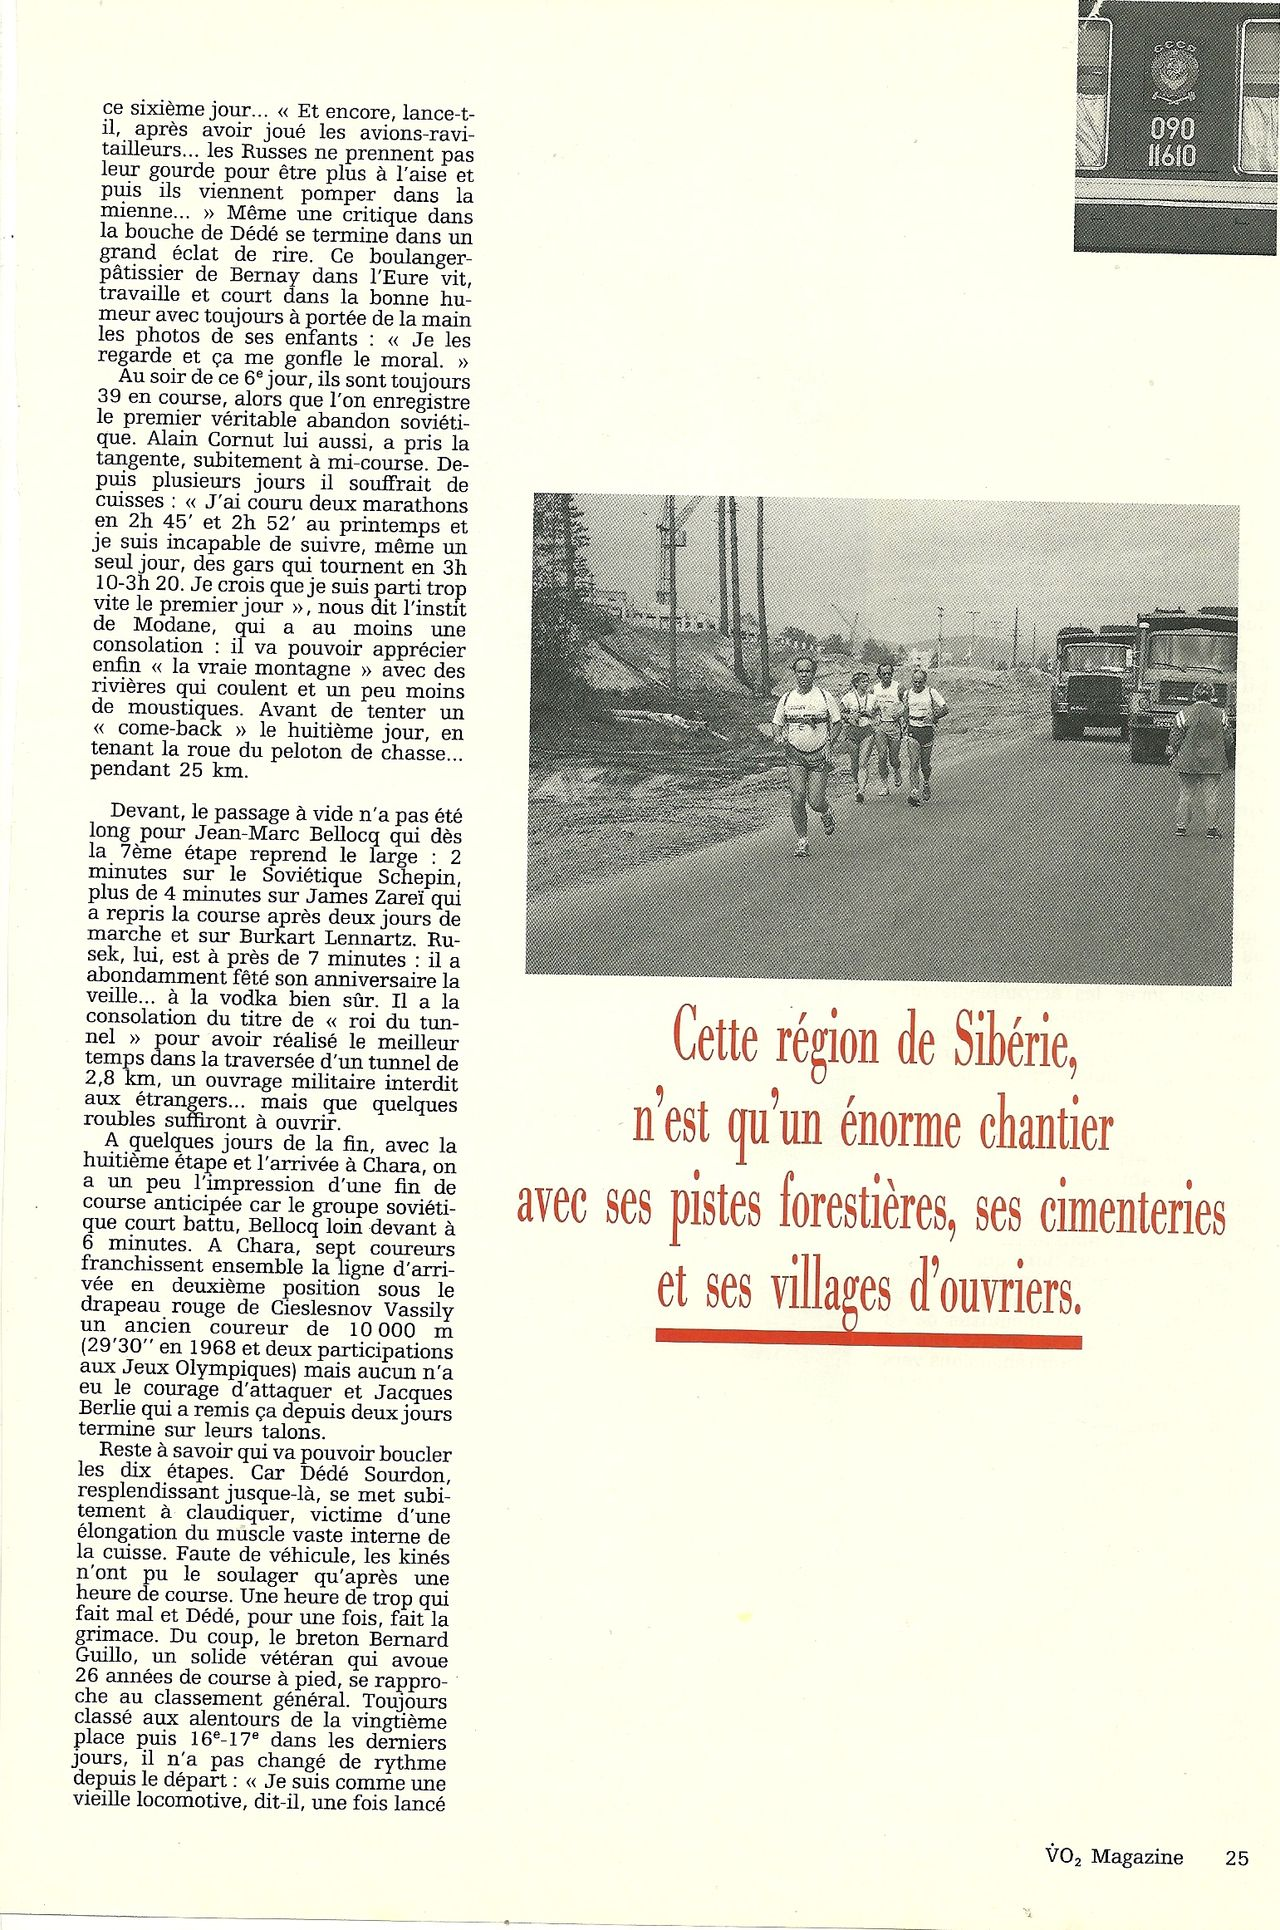 ce sixième jour... « Et encore, lance-t-
il, après avoir joué les avions-ravi-
tailleurs... les Russes ne prennent pas
leur gourde pour être plus à l'aise et
puis ils viennent pomper dans la
mienne... » Même une critique dans
la bouche de Dédé se termine dans un
grand éclat de rire. Ce boulanger-
pâtissier de Bernay dans l'Eure vit,
travaille et court dans la bonne hu-
meur avec toujours à portée de la main
les photos de ses enfants : « Je les
regarde et ça me gonfle le moral. »
Au soir de ce 6e jour, ils sont toujours
39 en course, alors que l'on enregistre
le premier véritable abandon soviéti-
que. Alain Cornut lui aussi, a pris la
tangente, subitement à mi-course. De-
puis plusieurs jours il souffrait de
cuisses : « J'ai couru deux marathons
en 2h 45' et 2h 52' au printemps et
je suis incapable de suivre, même un
seul jour, des gars qui tournent en 3h
10-3h 20. Je crois que je suis parti trop
vite le premier jour », nous dit l'instit
de Modane, qui a au moins une
consolation : il va pouvoir apprécier
enfin « la vraie montagne » avec des
rivières qui coulent et un peu moins
de moustiques. Avant de tenter un
« come-back » le huitième jour, en
tenant la roue du peloton de chasse...
pendant 25 km.
Devant, le passage à vide n'a pas été
long pour Jean-Marc Bellocq qui dès
la 7ème étape reprend le large : 2
minutes sur le Soviétique Schepin,
plus de 4 minutes sur James Zareï qui
a repris la course après deux jours de
marche et sur Burkart Lennartz. Ru-
sek, lui, est à près de 7 minutes : il a
abondamment fêté son anniversaire la
veille... à la vodka bien sûr. Il a la
consolation du titre de « roi du tun-
nel » pour avoir réalisé le meilleur
temps dans la traversée d'un tunnel de
2,8 km, un ouvrage militaire interdit
aux étrangers... mais que quelques
roubles suffiront à ouvrir.
A quelques jours de la fin, avec la
huitième étape et l'arrivée à Chara, on
a un peu l'impression d'une fin de
course anticipée car le groupe soviéti-
que court battu, Bellocq loin devant à
6 minutes. A Chara, sept coureurs
franchissent ensemble la ligne d'arri-
vée en deuxième position sous le
drapeau rouge de Cieslesnov Vassily
un ancien coureur de 10 000 m
(29'30'' en 1968 et deux participations
aux Jeux Olympiques) mais aucun n'a
eu le courage d'attaquer et Jacques
Berlie qui a remis ça depuis deux jours
termine sur leurs talons.
Reste à savoir qui va pouvoir boucler
les dix étapes. Car Dédé Sourdon,
resplendissant jusque-là, se met subi-
tement à claudiquer, victime d'une
élongation du muscle vaste interne de
la cuisse. Faute de véhicule, les kinés
n'ont pu le soulager qu'après une
heure de course. Une heure de trop qui
fait mal et Dédé, pour une fois, fait la
grimace. Du coup, le breton Bernard
Guillo, un solide vétéran qui avoue
26 années de course à pied, se rappro-
che au classement général. Toujours
classé aux alentours de la vingtième
place puis 16e-17e dans les derniers
jours, il n'a pas changé de rythme
depuis le départ : « Je suis comme une
vieille locomotive, dit-il, une fois lancé
CCCP
090
11610
Cette région de Sibérie,
n'est qu'un énorme chantier
avec ses pistes forestières, ses cimenteries
et ses villages d'ouvriers.
V̇O₂ Magazine 25